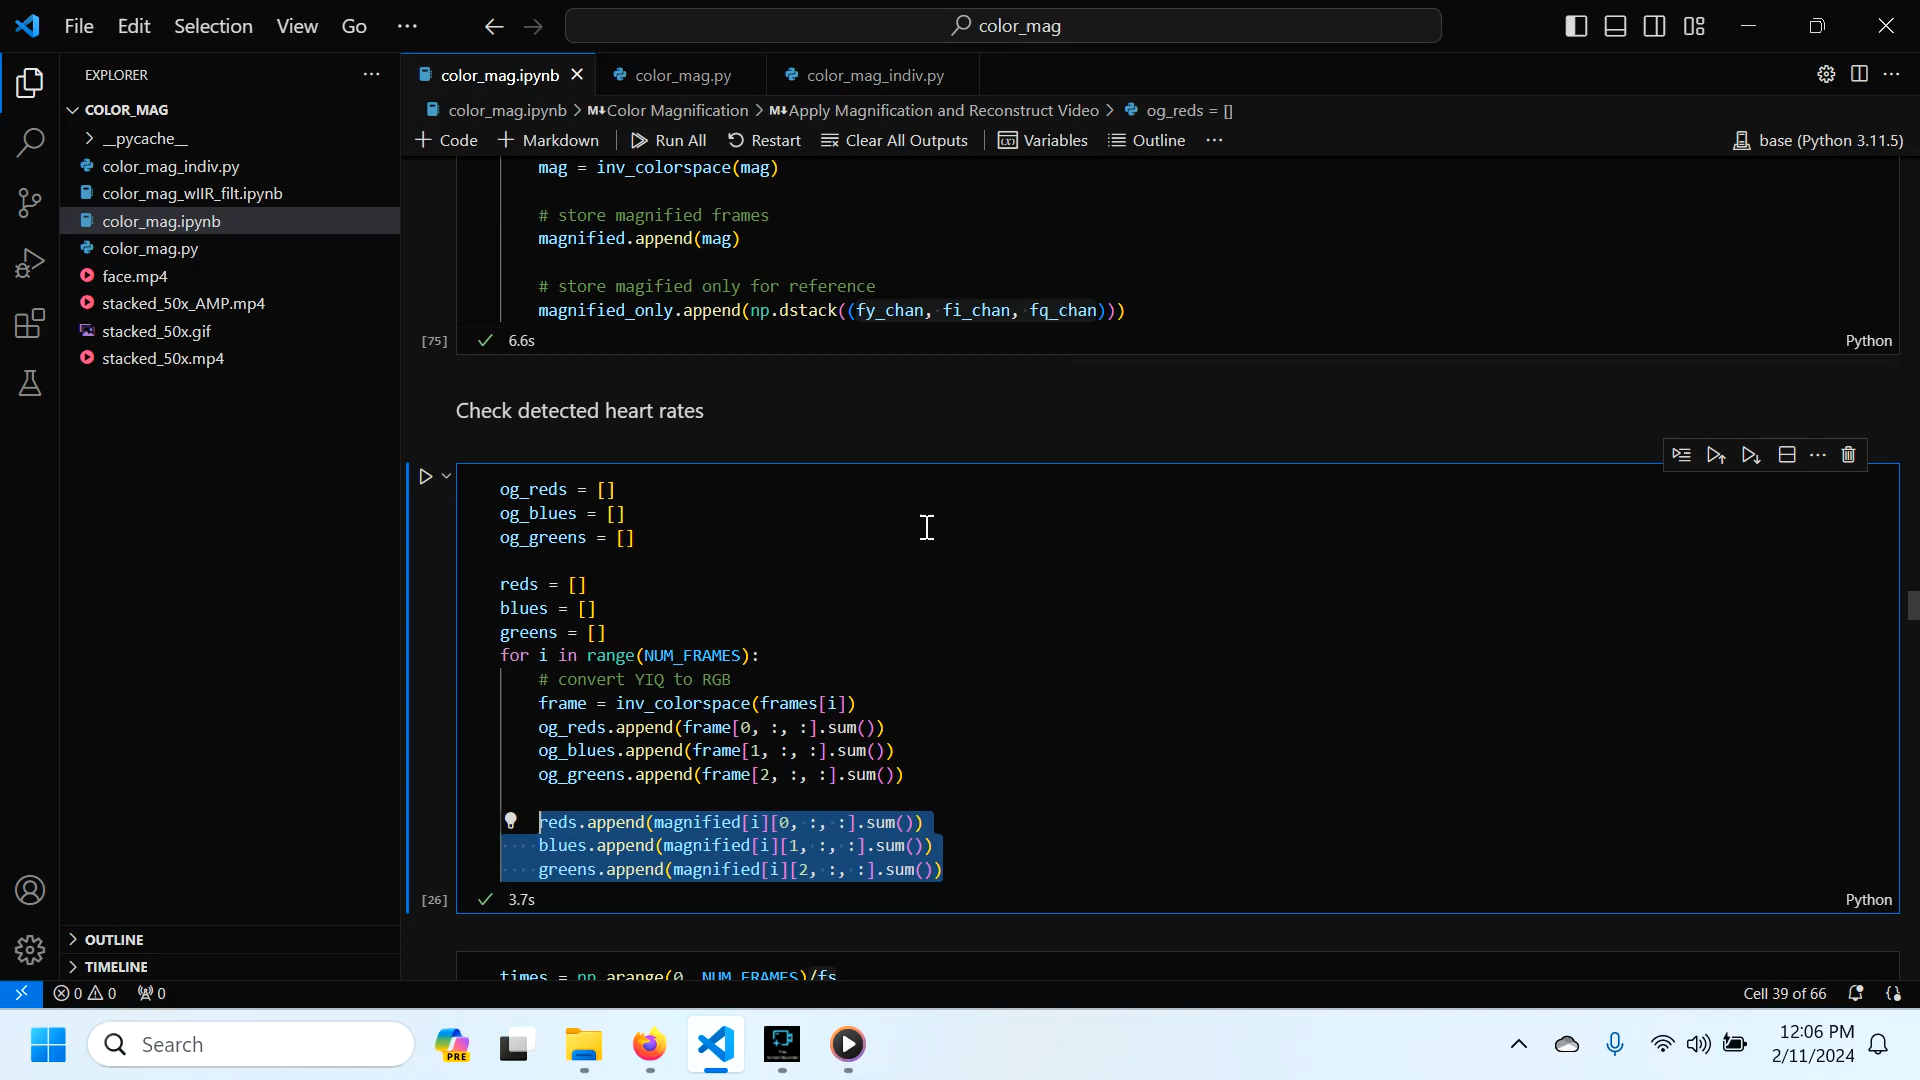 File Edit Selection View Go ···
color_mag
EXPLORER
COLOR_MAG
__pycache__
color_mag_indiv.py
color_mag_wIIR_filt.ipynb
color_mag.ipynb
color_mag.py
face.mp4
stacked_50x_AMP.mp4
stacked_50x.gif
stacked_50x.mp4
OUTLINE
TIMELINE
color_mag.ipynb color_mag.py color_mag_indiv.py
color_mag.ipynb > M↓Color Magnification > M↓Apply Magnification and Reconstruct Video > og_reds = []
+ Code + Markdown Run All Restart Clear All Outputs Variables Outline ··· base (Python 3.11.5)
mag = inv_colorspace(mag)
# store magnified frames
magnified.append(mag)
# store magified only for reference
magnified_only.append(np.dstack((fy_chan, fi_chan, fq_chan)))
[75] 6.6s Python
Check detected heart rates
og_reds = []
og_blues = []
og_greens = []
reds = []
blues = []
greens = []
for i in range(NUM_FRAMES):
# convert YIQ to RGB
frame = inv_colorspace(frames[i])
og_reds.append(frame[0, :, :].sum())
og_blues.append(frame[1, :, :].sum())
og_greens.append(frame[2, :, :].sum())
reds.append(magnified[i][0, :, :].sum())
blues.append(magnified[i][1, :, :].sum())
greens.append(magnified[i][2, :, :].sum())
[26] 3.7s Python
times = np.arange(0, NUM_FRAMES)/fs
0 0 0 Cell 39 of 66
Search
PRE
12:06 PM
2/11/2024